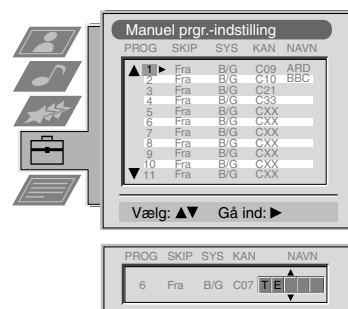 Manuel prgr.-indstilling
PROG SKIP SYS KAN NAVN
1 Fra B/G C09 ARD
2 Fra B/G C10 BBC
3 Fra B/G C21
4 Fra B/G C33
5 Fra B/G CXX
6 Fra B/G CXX
7 Fra B/G CXX
8 Fra B/G CXX
9 Fra B/G CXX
10 Fra B/G CXX
11 Fra B/G CXX
Vælg: ▲▼ Gå ind: ▶
PROG SKIP SYS KAN NAVN
6 Fra B/G C07 T E